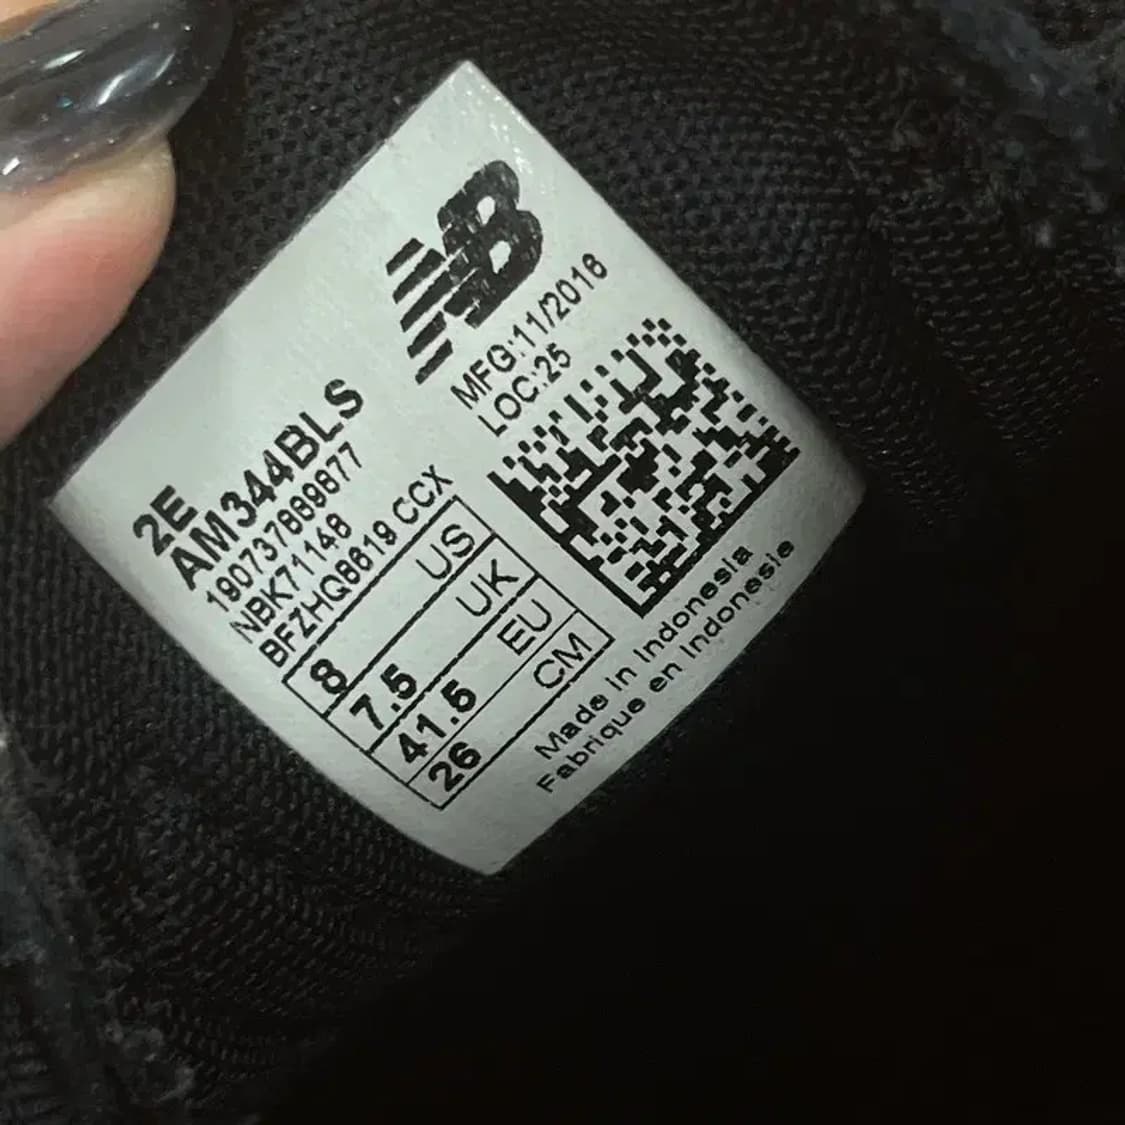 NB
MFG:11/2016
LOC:25
2E
AM344BLS
190737889877
NBK71148
BFZHQ8619 CCX
8 US
7.5 UK
41.5 EU
26 CM
Made in Indonesia
Fabrique en Indonesie